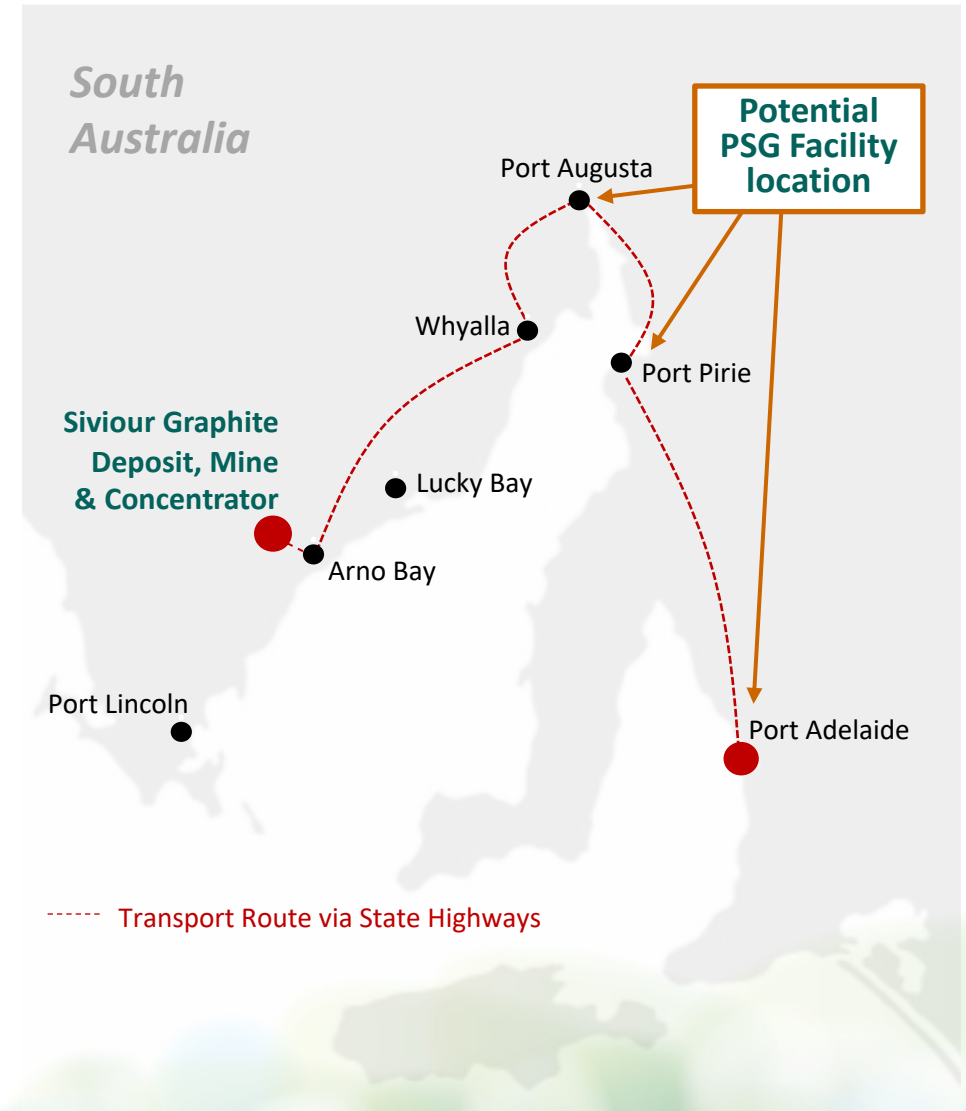 South
Australia
Potential
PSG Facility
location
Port Augusta
Whyalla
Port Pirie
Siviour Graphite
Deposit, Mine
& Concentrator
Lucky Bay
Arno Bay
Port Lincoln
Port Adelaide
Transport Route via State Highways